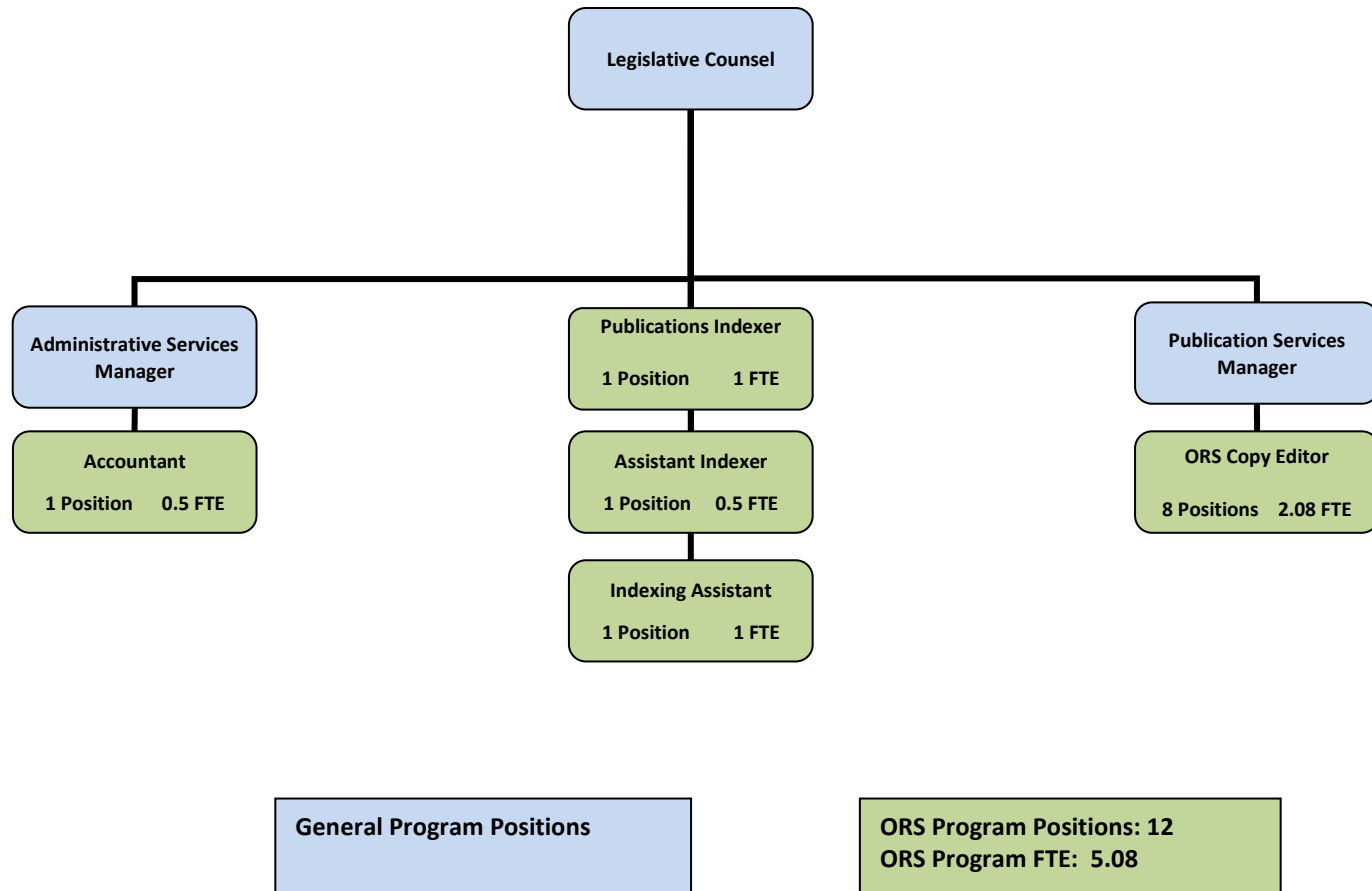 Legislative Counsel
Administrative Services
Manager
Publications Indexer
1 Position 1 FTE
Publication Services
Manager
Accountant
1 Position 0.5 FTE
Assistant Indexer
1 Position 0.5 FTE
ORS Copy Editor
8 Positions 2.08 FTE
Indexing Assistant
1 Position 1 FTE
General Program Positions
ORS Program Positions: 12
ORS Program FTE: 5.08